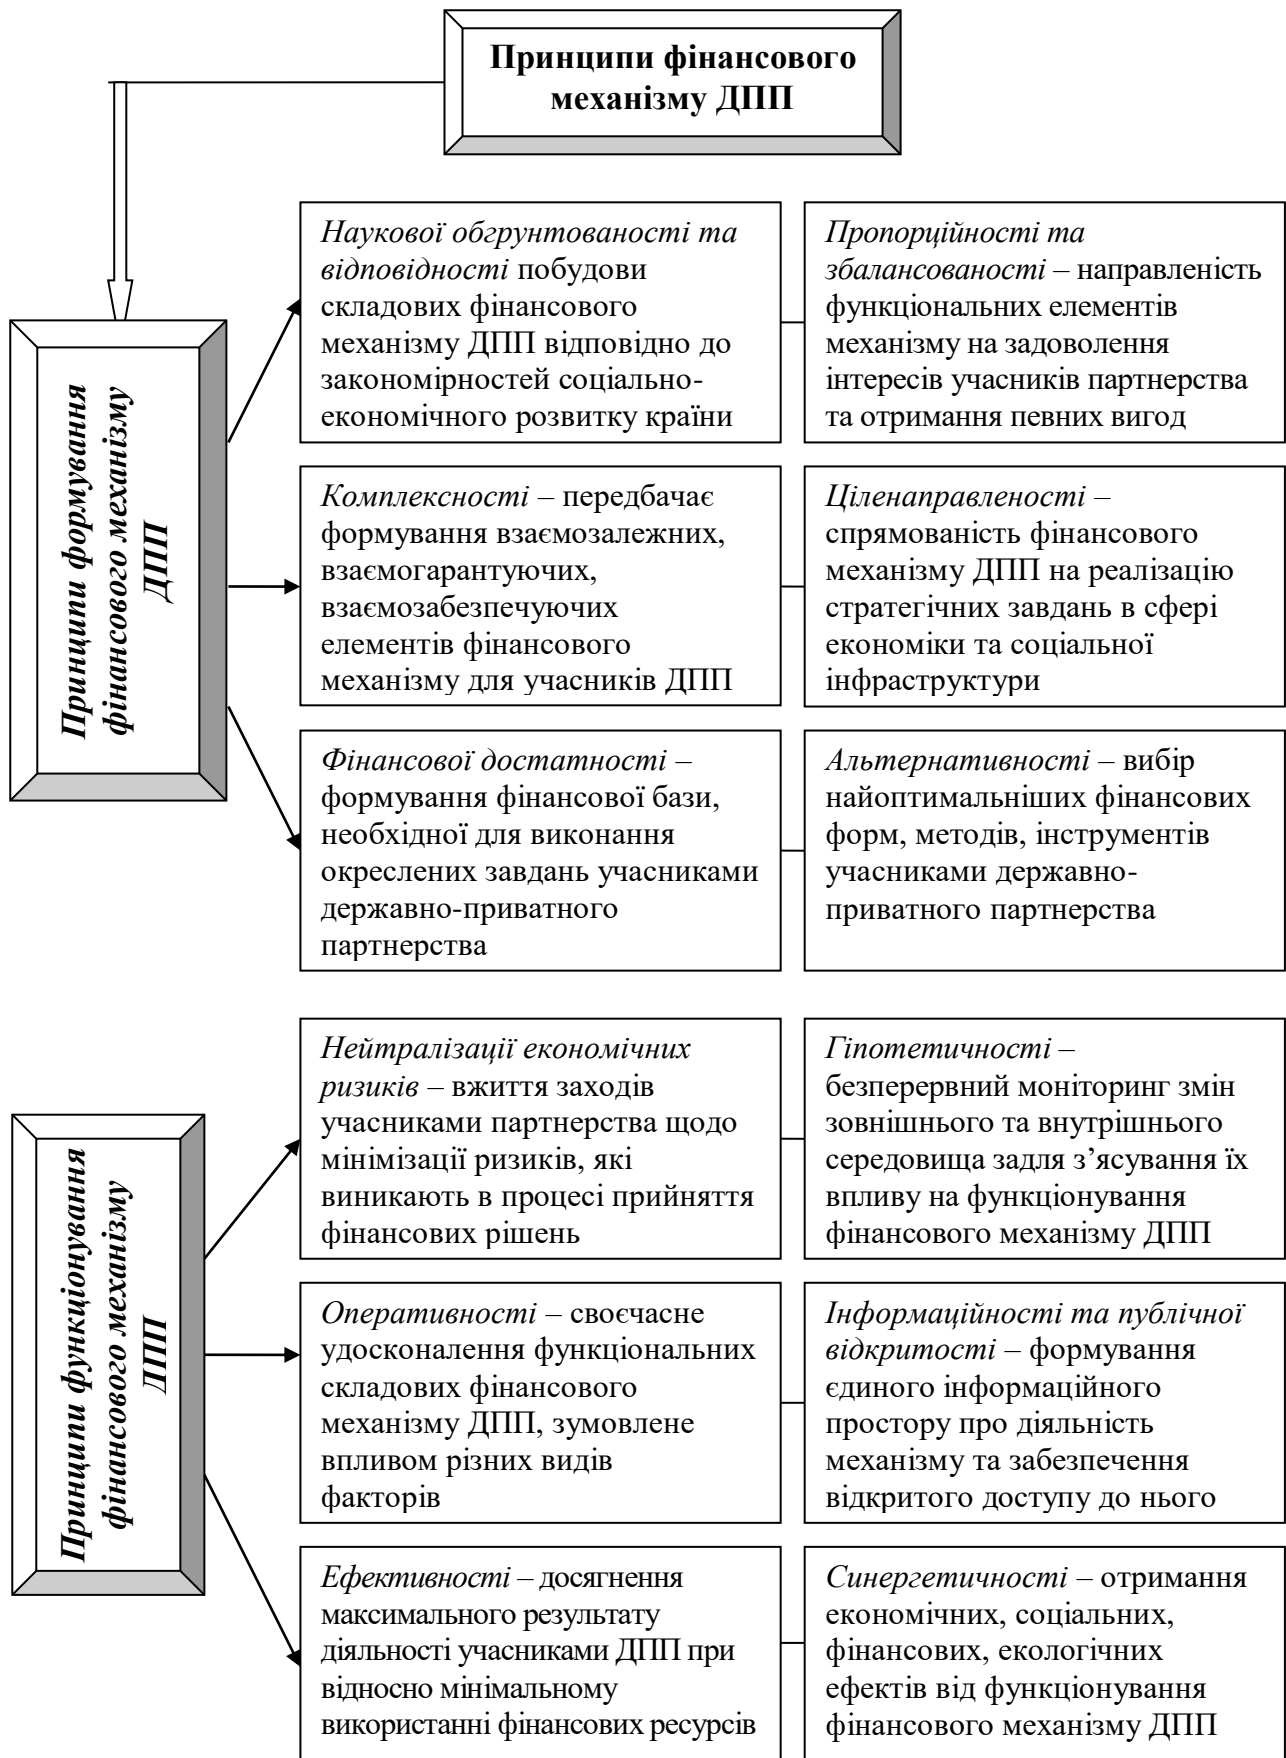 Принципи фінансового
механізму ДПП
Принципи формування
фінансового механізму
ДПП
Наукової обгрунтованості та
відповідності побудови
складових фінансового
механізму ДПП відповідно до
закономірностей соціально-
економічного розвитку країни
Пропорційності та
збалансованості – направленість
функціональних елементів
механізму на задоволення
інтересів учасників партнерства
та отримання певних вигод
Комплексності – передбачає
формування взаємозалежних,
взаємогарантуючих,
взаємозабезпечуючих
елементів фінансового
механізму для учасників ДПП
Ціленаправленості –
спрямованість фінансового
механізму ДПП на реалізацію
стратегічних завдань в сфері
економіки та соціальної
інфраструктури
Фінансової достатності –
формування фінансової бази,
необхідної для виконання
окреслених завдань учасниками
державно-приватного
партнерства
Альтернативності – вибір
найоптимальніших фінансових
форм, методів, інструментів
учасниками державно-
приватного партнерства
Принципи функціонування
фінансового механізму
ДПП
Нейтралізації економічних
ризиків – вжиття заходів
учасниками партнерства щодо
мінімізації ризиків, які
виникають в процесі прийняття
фінансових рішень
Гіпотетичності –
безперервний моніторинг змін
зовнішнього та внутрішнього
середовища задля з’ясування їх
впливу на функціонування
фінансового механізму ДПП
Оперативності – своєчасне
удосконалення функціональних
складових фінансового
механізму ДПП, зумовлене
впливом різних видів
факторів
Інформаційності та публічної
відкритості – формування
єдиного інформаційного
простору про діяльність
механізму та забезпечення
відкритого доступу до нього
Ефективності – досягнення
максимального результату
діяльності учасниками ДПП при
відносно мінімальному
використанні фінансових ресурсів
Синергетичності – отримання
економічних, соціальних,
фінансових, екологічних
ефектів від функціонування
фінансового механізму ДПП